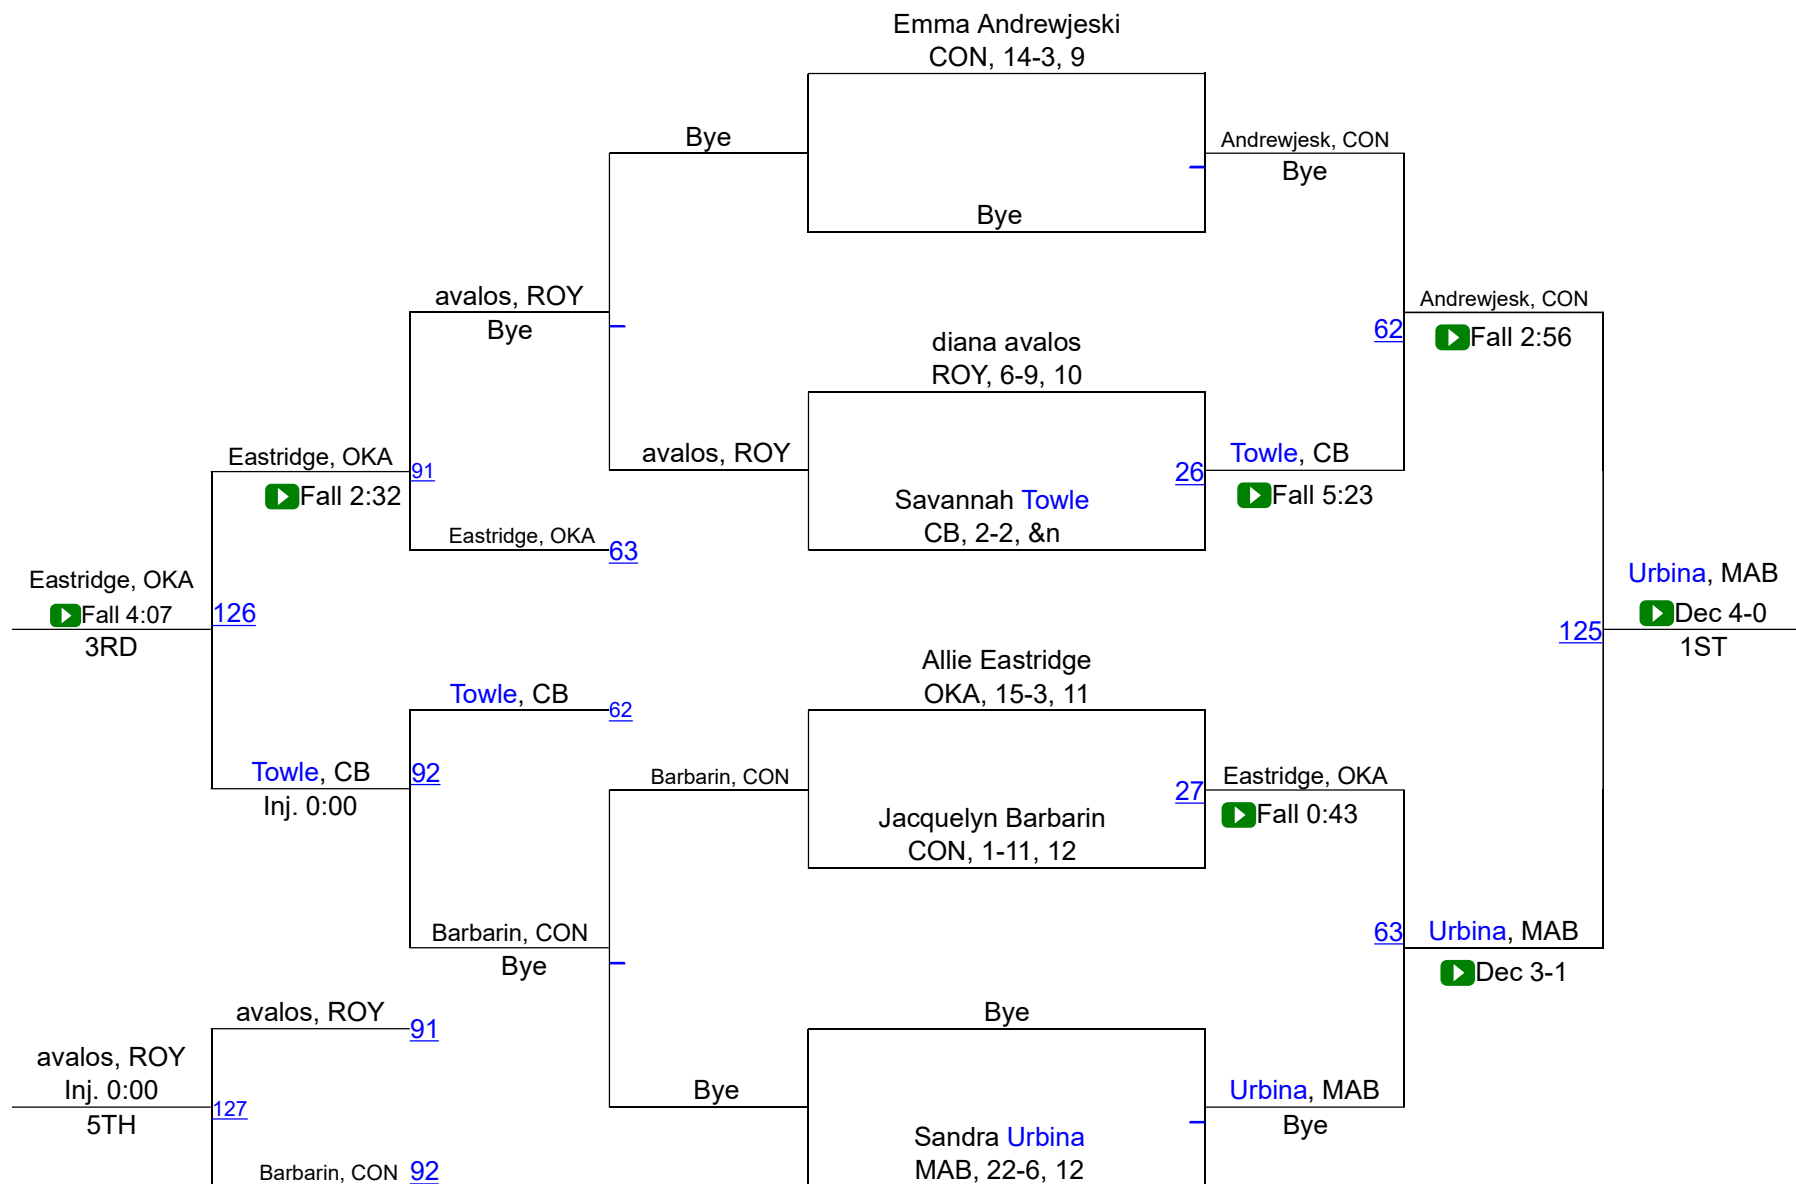 Emma Andrewjeski
CON, 14-3, 9
Bye
Andrewjesk, CON
Bye
Bye
avalos, ROY
Bye
Andrewjesk, CON
62
Fall 2:56
diana avalos
ROY, 6-9, 10
avalos, ROY
Towle, CB
Eastridge, OKA
91
26
Fall 2:32
Savannah Towle
Fall 5:23
CB, 2-2, &n
Eastridge, OKA
63
Eastridge, OKA
Urbina, MAB
Fall 4:07
126
Dec 4-0
3RD
125
1ST
Allie Eastridge
OKA, 15-3, 11
Towle, CB
62
Towle, CB
92
Barbarin, CON
Eastridge, OKA
27
Inj. 0:00
Jacquelyn Barbarin
Fall 0:43
CON, 1-11, 12
Barbarin, CON
63
Urbina, MAB
Bye
Dec 3-1
avalos, ROY
91
Bye
avalos, ROY
Inj. 0:00
Bye
Urbina, MAB
127
5TH
Bye
Sandra Urbina
MAB, 22-6, 12
Barbarin, CON
92